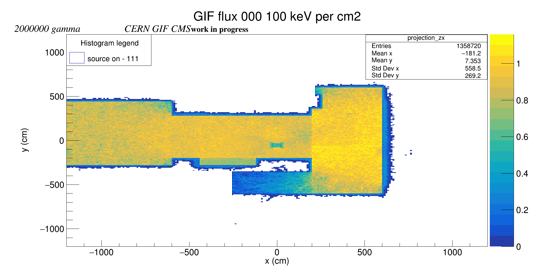 GIF flux 000 100 keV per cm2
2000000 gamma CERN GIF CMS work in progress
Histogram legend
source on - 111
projection_zx
Entries 1358720
Mean x −181.2
Mean y 7.353
Std Dev x 558.5
Std Dev y 269.2
y (cm)
1000
500
0
−500
−1000
−1000 −500 0 500 1000
x (cm)
1
0.8
0.6
0.4
0.2
0